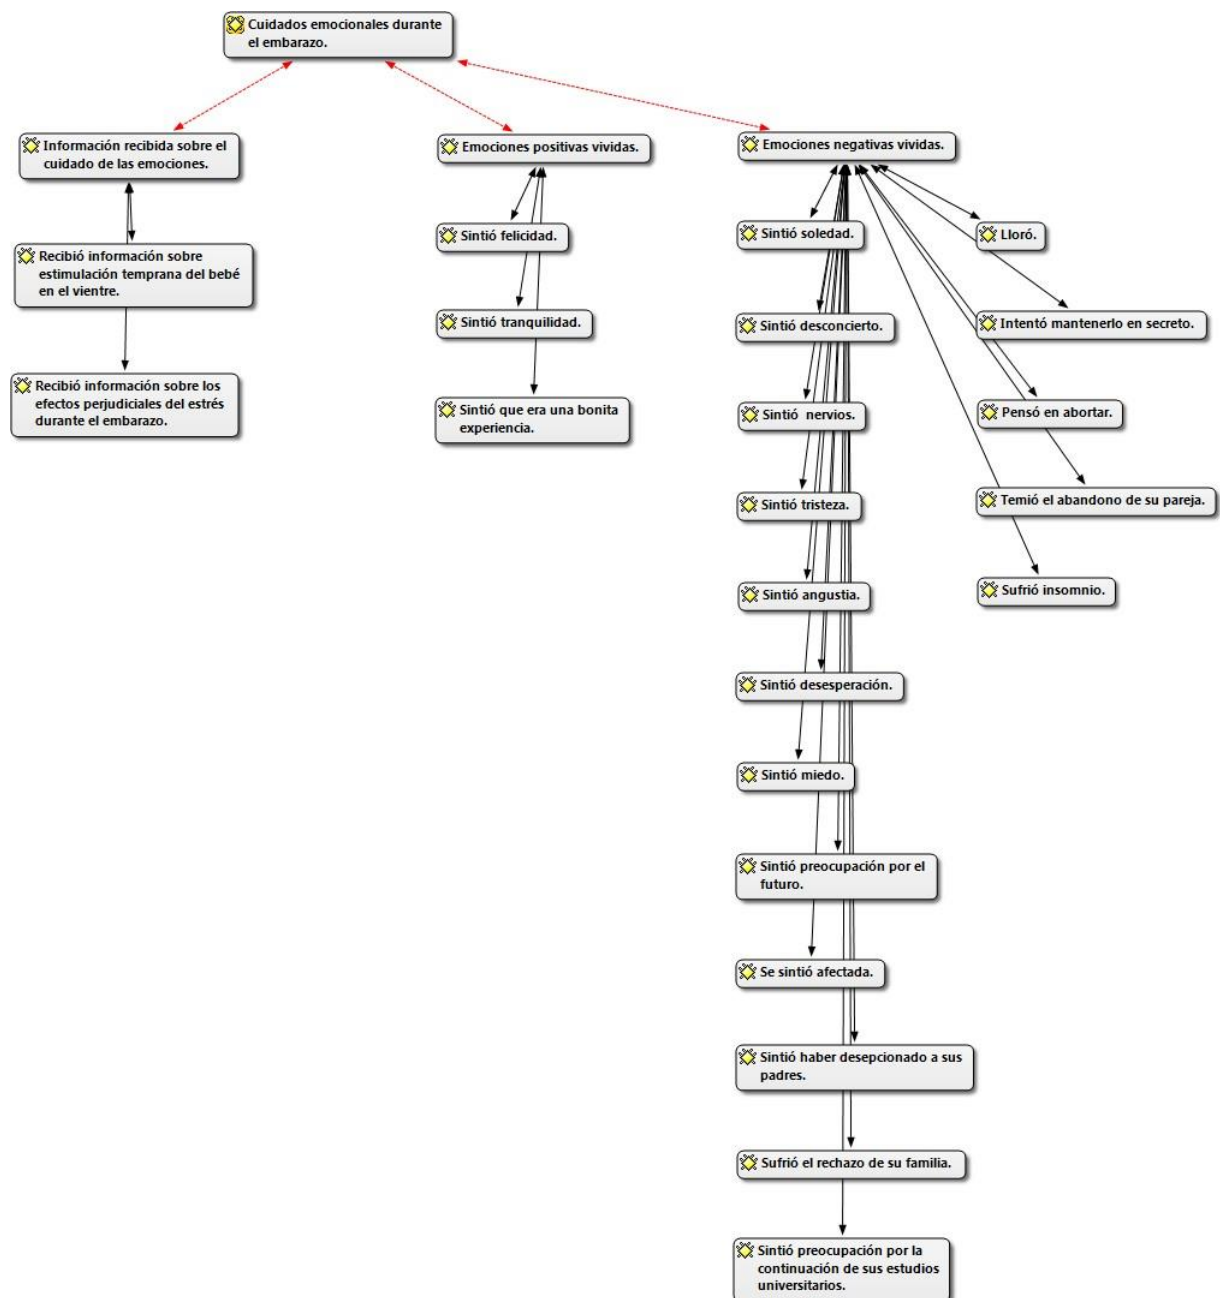 Cuidados emocionales durante
el embarazo.
Información recibida sobre el
cuidado de las emociones.
Recibió información sobre
estimulación temprana del bebé
en el vientre.
Recibió información sobre los
efectos perjudiciales del estrés
durante el embarazo.
Emociones positivas vividas.
Sintió felicidad.
Sintió tranquilidad.
Sintió que era una bonita
experiencia.
Emociones negativas vividas.
Sintió soledad.
Sintió desconcierto.
Sintió nervios.
Sintió tristeza.
Sintió angustia.
Sintió desesperación.
Sintió miedo.
Sintió preocupación por el
futuro.
Se sintió afectada.
Sintió haber desepcionado a sus
padres.
Sufrió el rechazo de su familia.
Sintió preocupación por la
continuación de sus estudios
universitarios.
Lloró.
Intentó mantenerlo en secreto.
Pensó en abortar.
Temió el abandono de su pareja.
Sufrió insomnio.